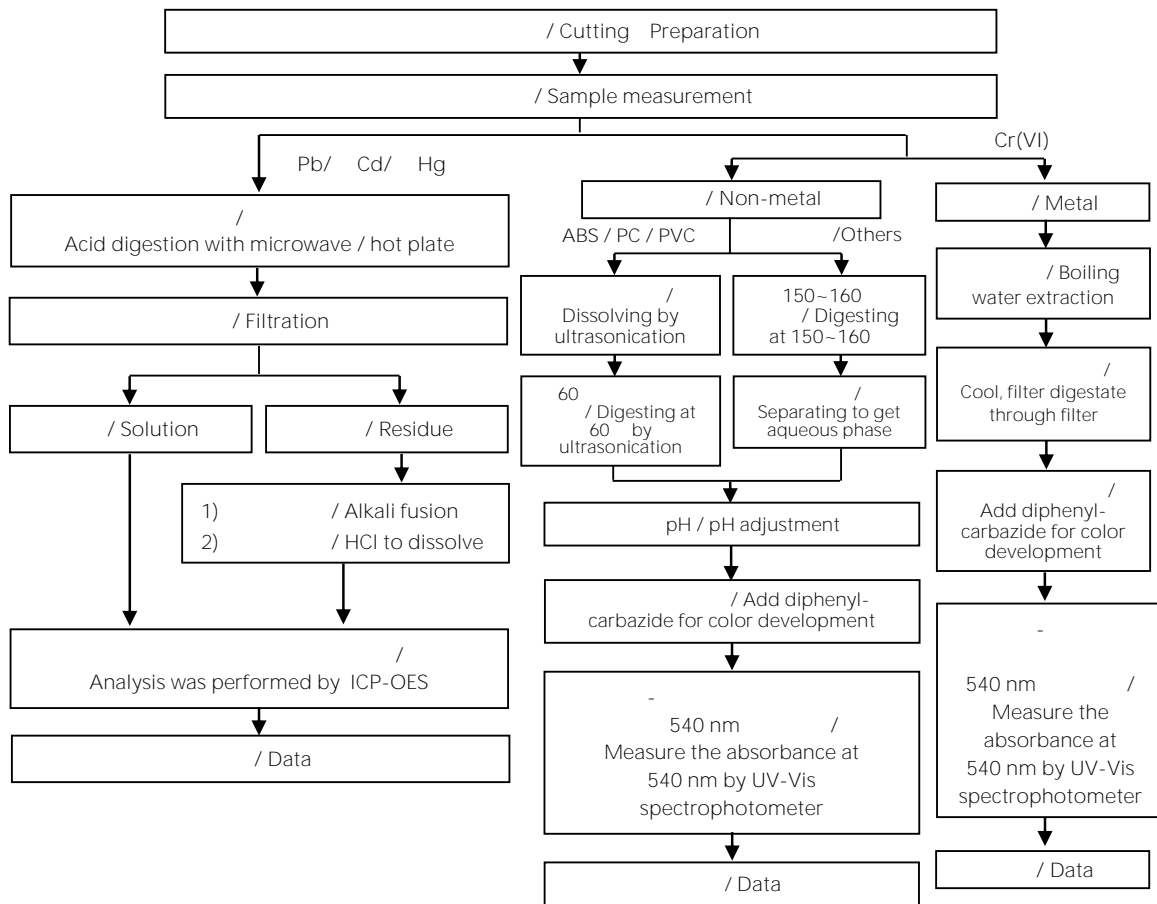 / Cutting Preparation
/ Sample measurement
Pb/ Cd/ Hg
Cr(VI)
/
Acid digestion with microwave / hot plate
/ Filtration
/ Solution
/ Residue
1) / Alkali fusion
2) / HCl to dissolve
/
Analysis was performed by ICP-OES
/ Data
/ Non-metal
ABS / PC / PVC
/Others
/
Dissolving by
ultrasonication
150~160
/ Digesting
at 150~160
60
/ Digesting at
60 by
ultrasonication
/
Separating to get
aqueous phase
pH / pH adjustment
/ Add diphenyl-
carbazide for color development
-
540 nm /
Measure the absorbance at
540 nm by UV-Vis
spectrophotometer
/ Data
/ Metal
/ Boiling
water extraction
/
Cool, filter digestate
through filter
/
Add diphenyl-
carbazide for color
development
-
540 nm /
Measure the
absorbance at
540 nm by UV-Vis
spectrophotometer
/ Data